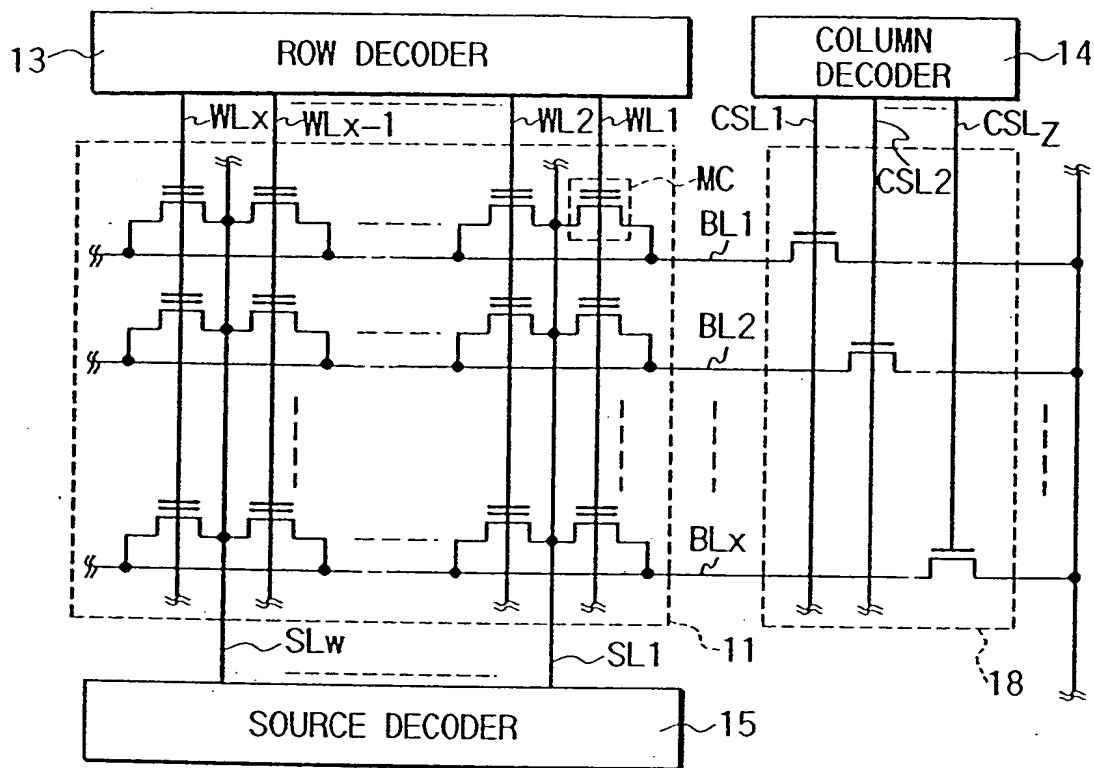 13
ROW DECODER
COLUMN
DECODER
14
WLx
WLx-1
WL2
WL1
CSL1
CSLZ
CSL2
MC
BL1
BL2
BLx
SLw
SL1
11
18
SOURCE DECODER
15